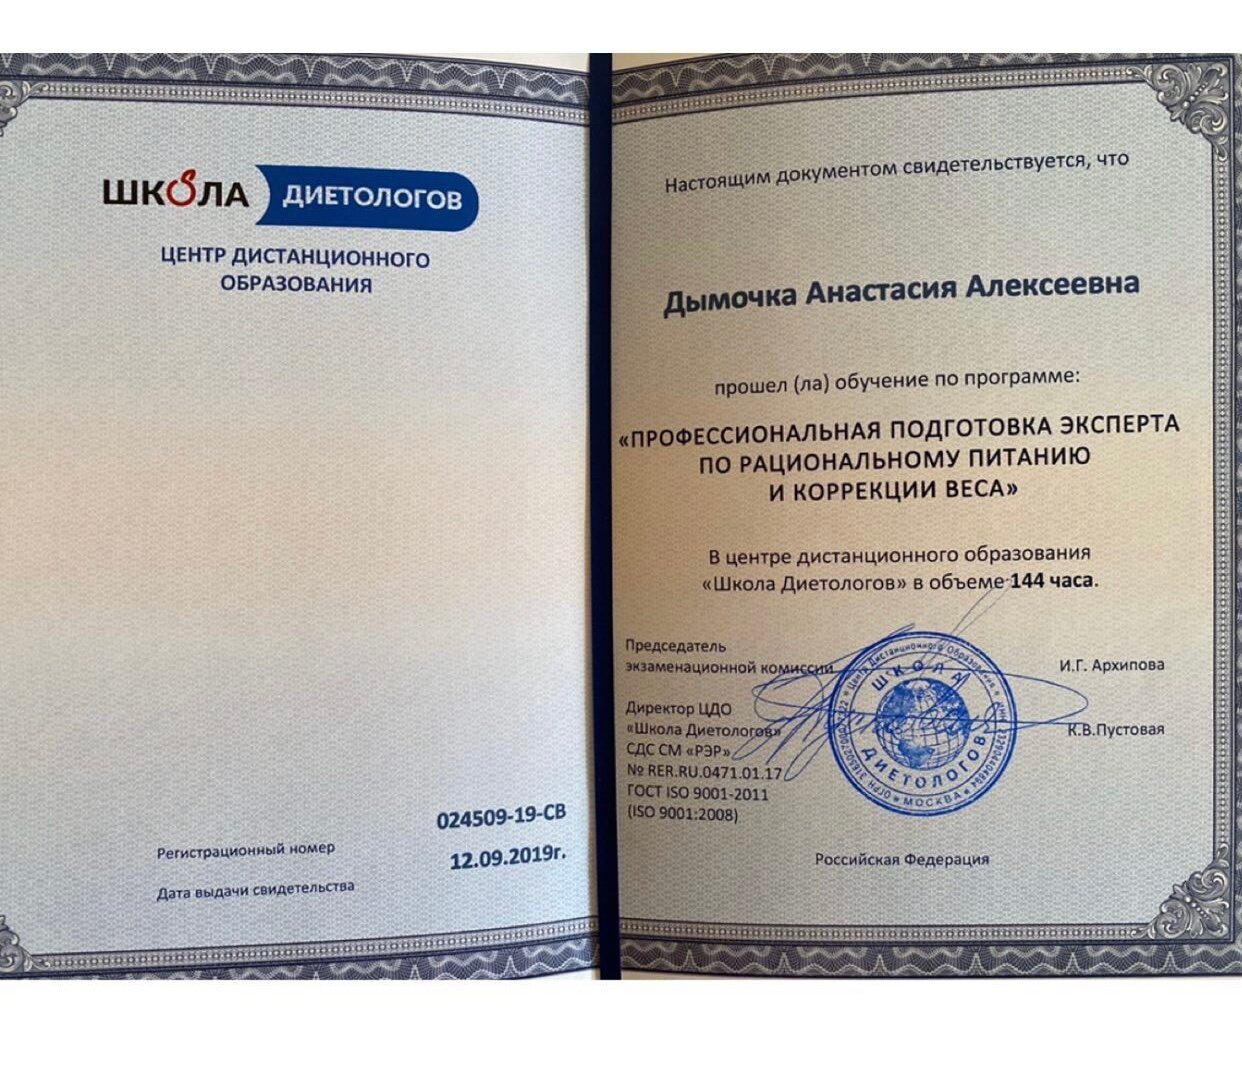 ШКОЛА ДИЕТОЛОГОВ
ЦЕНТР ДИСТАНЦИОННОГО
ОБРАЗОВАНИЯ
024509-19-СВ
Регистрационный номер
12.09.2019г.
Дата выдачи свидетельства
Настоящим документом свидетельствуется, что
Дымочка Анастасия Алексеевна
прошел (ла) обучение по программе:
«ПРОФЕССИОНАЛЬНАЯ ПОДГОТОВКА ЭКСПЕРТА
ПО РАЦИОНАЛЬНОМУ ПИТАНИЮ
И КОРРЕКЦИИ ВЕСА»
В центре дистанционного образования
«Школа Диетологов» в объеме 144 часа.
Председатель
экзаменационной комиссии
И.Г. Архипова
Директор ЦДО
«Школа Диетологов»
К.В.Пустовая
СДС СМ «РЭР»
№ RER.RU.0471.01.17
ГОСТ ISO 9001-2011
(ISO 9001:2008)
Центр Дистанционного Образования
ШКОЛА
ДИЕТОЛОГОВ
МОСКВА
Российская Федерация